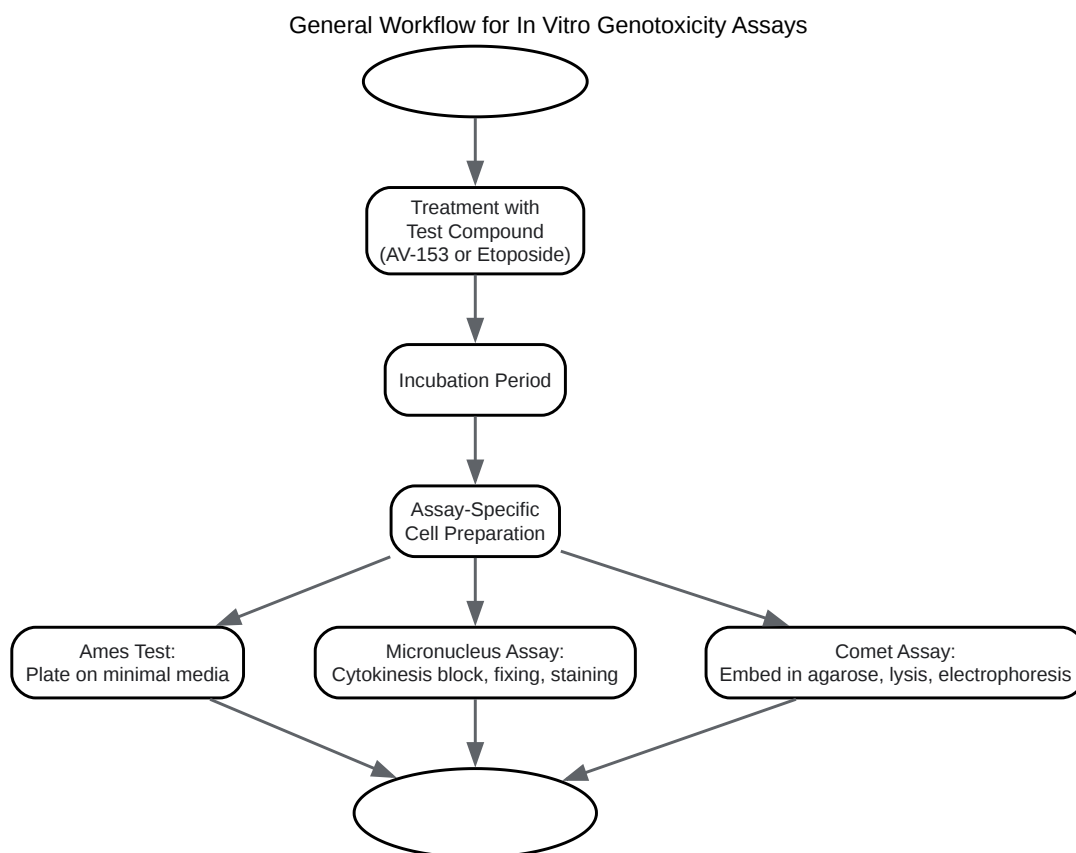 General Workflow for In Vitro Genotoxicity Assays
Treatment with
Test Compound
(AV-153 or Etoposide)
Incubation Period
Assay-Specific
Cell Preparation
Ames Test:
Plate on minimal media
Micronucleus Assay:
Cytokinesis block, fixing, staining
Comet Assay:
Embed in agarose, lysis, electrophoresis